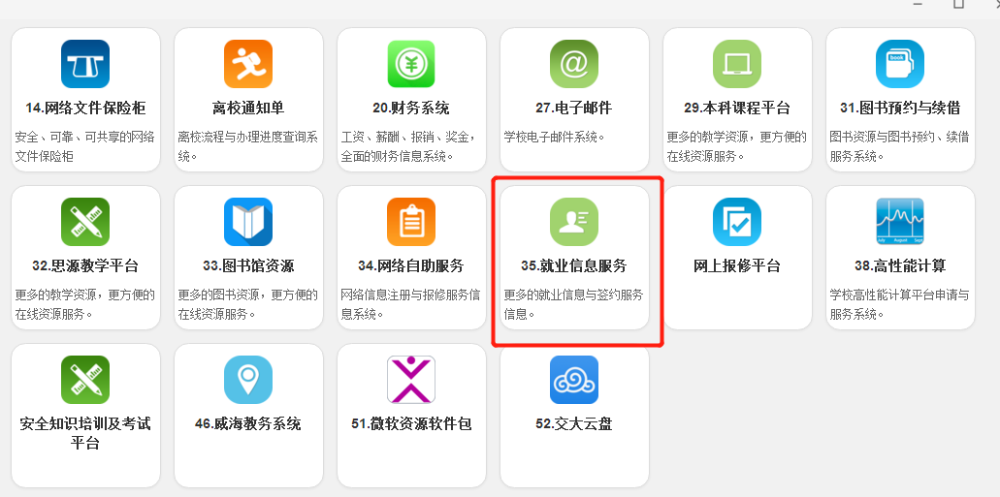 14.网络文件保险柜
安全、可靠、可共享的网络
文件保险柜
离校通知单
离校流程与办理进度查询系
统。
20.财务系统
工资、薪酬、报销、奖金，
全面的财务信息系统。
27.电子邮件
学校电子邮件系统。
29.本科课程平台
更多的教学资源，更方便的
在线资源服务。
book
31.图书预约与续借
图书资源与图书预约、续借
服务系统。
32.思源教学平台
更多的教学资源，更方便的
在线资源服务。
33.图书馆资源
更多的图书资源，更方便的
在线资源服务。
34.网络自助服务
网络信息注册与报修服务信
息系统。
35.就业信息服务
更多的就业信息与签约服务
信息。
网上报修平台
July August Sept
38.高性能计算
学校高性能计算平台申请与
服务系统。
安全知识培训及考试
平台
46.威海教务系统
51.微软资源软件包
52.交大云盘